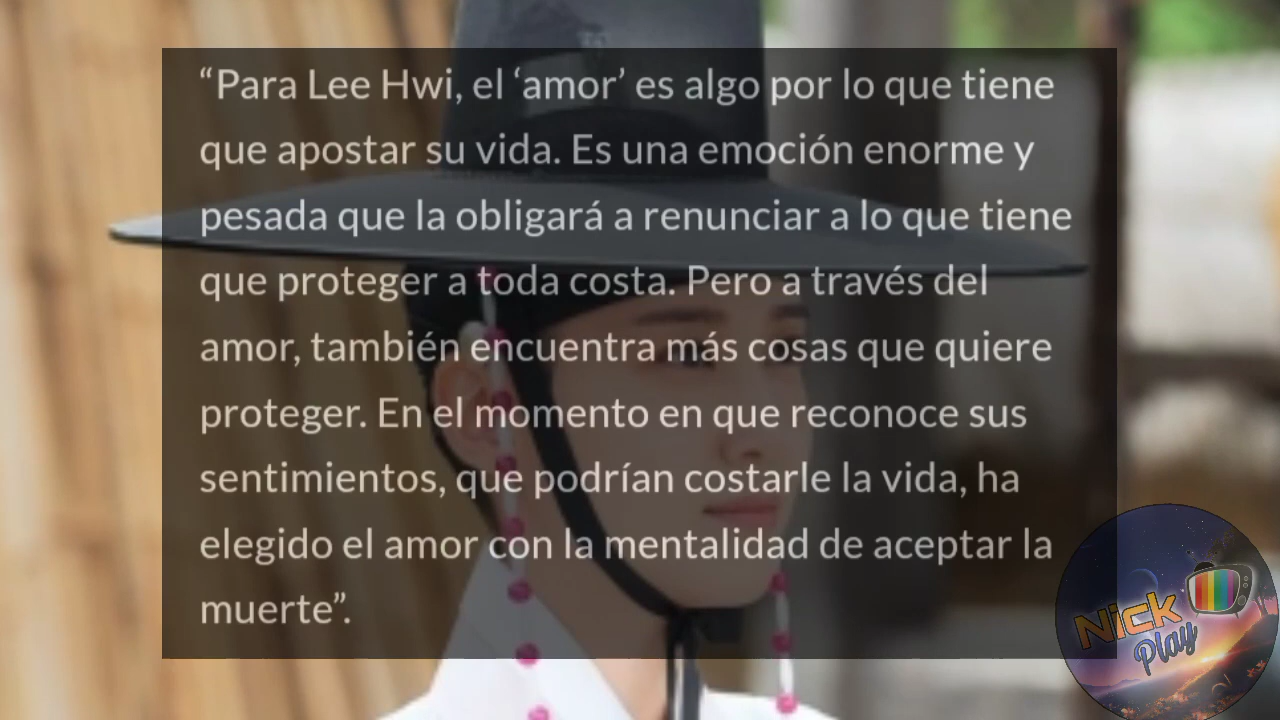 “Para Lee Hwi, el ‘amor’ es algo por lo que tiene
que apostar su vida. Es una emoción enorme y
pesada que la obligará a renunciar a lo que tiene
que proteger a toda costa. Pero a través del
amor, también encuentra más cosas que quiere
proteger. En el momento en que reconoce sus
sentimientos, que podrían costarle la vida, ha
elegido el amor con la mentalidad de aceptar la
muerte”.
Nick
Play